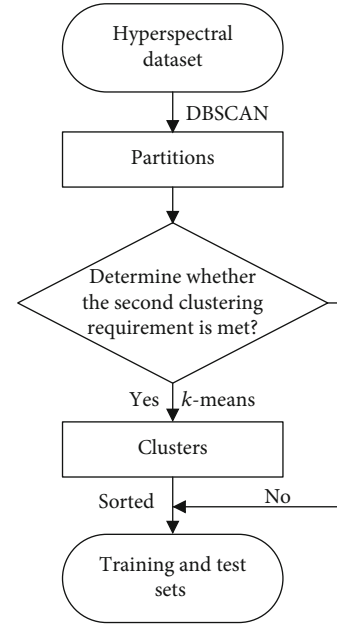 Hyperspectral
dataset
DBSCAN
Partitions
Determine whether
the second clustering
requirement is met?
Yes k-means
Clusters
Sorted
No
Training and test
sets